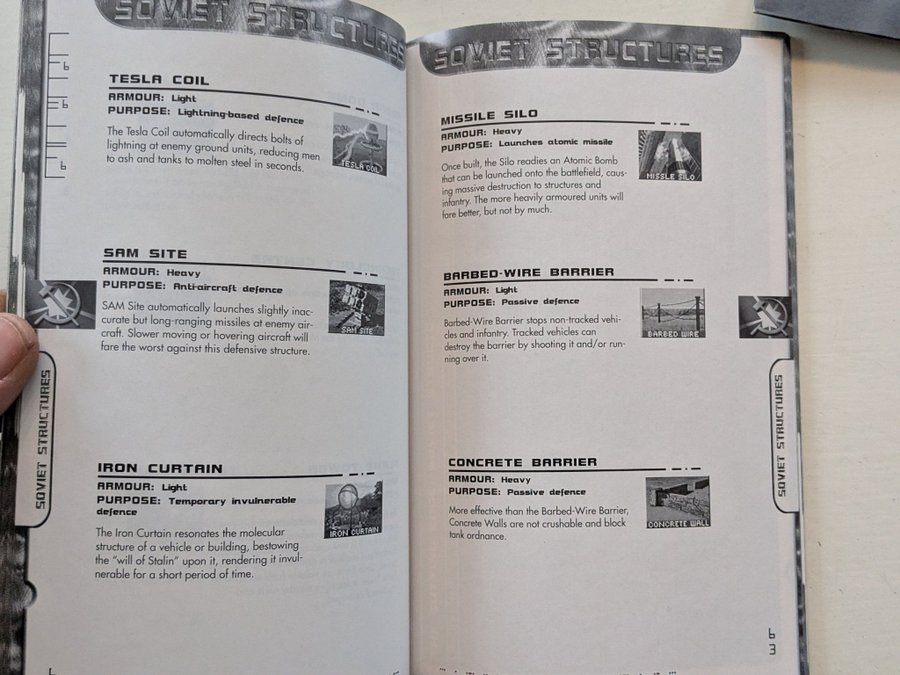 SOVIET STRUCTURES
TESLA COIL
ARMOUR: Light
PURPOSE: Lightning-based defence
The Tesla Coil automatically directs bolts of
lightning at enemy ground units, reducing men
to ash and tanks to molten steel in seconds.
TESLA COIL
SAM SITE
ARMOUR: Heavy
PURPOSE: Anti-aircraft defence
SAM Site automatically launches slightly inac-
curate but long-ranging missiles at enemy air-
craft. Slower moving or hovering aircraft will
fare the worst against this defensive structure.
SAM SITE
IRON CURTAIN
ARMOUR: Light
PURPOSE: Temporary invulnerable
defence
The Iron Curtain resonates the molecular
structure of a vehicle or building, bestowing
the "will of Stalin" upon it, rendering it invul-
nerable for a short period of time.
IRON CURTAIN
SOVIET STRUCTURES
SOVIET STRUCTURES
MISSILE SILO
ARMOUR: Heavy
PURPOSE: Launches atomic missile
Once built, the Silo readies an Atomic Bomb
that can be launched onto the battlefield, caus-
ing massive destruction to structures and
infantry. The more heavily armoured units will
fare better, but not by much.
MISSLE SILO
BARBED-WIRE BARRIER
ARMOUR: Light
PURPOSE: Passive defence
Barbed-Wire Barrier stops non-tracked vehi-
cles and infantry. Tracked vehicles can
destroy the barrier by shooting it and/or run-
ning over it.
BARBED WIRE
CONCRETE BARRIER
ARMOUR: Heavy
PURPOSE: Passive defence
More effective than the Barbed-Wire Barrier,
Concrete Walls are not crushable and block
tank ordnance.
CONCRETE WALL
SOVIET STRUCTURES
6
3